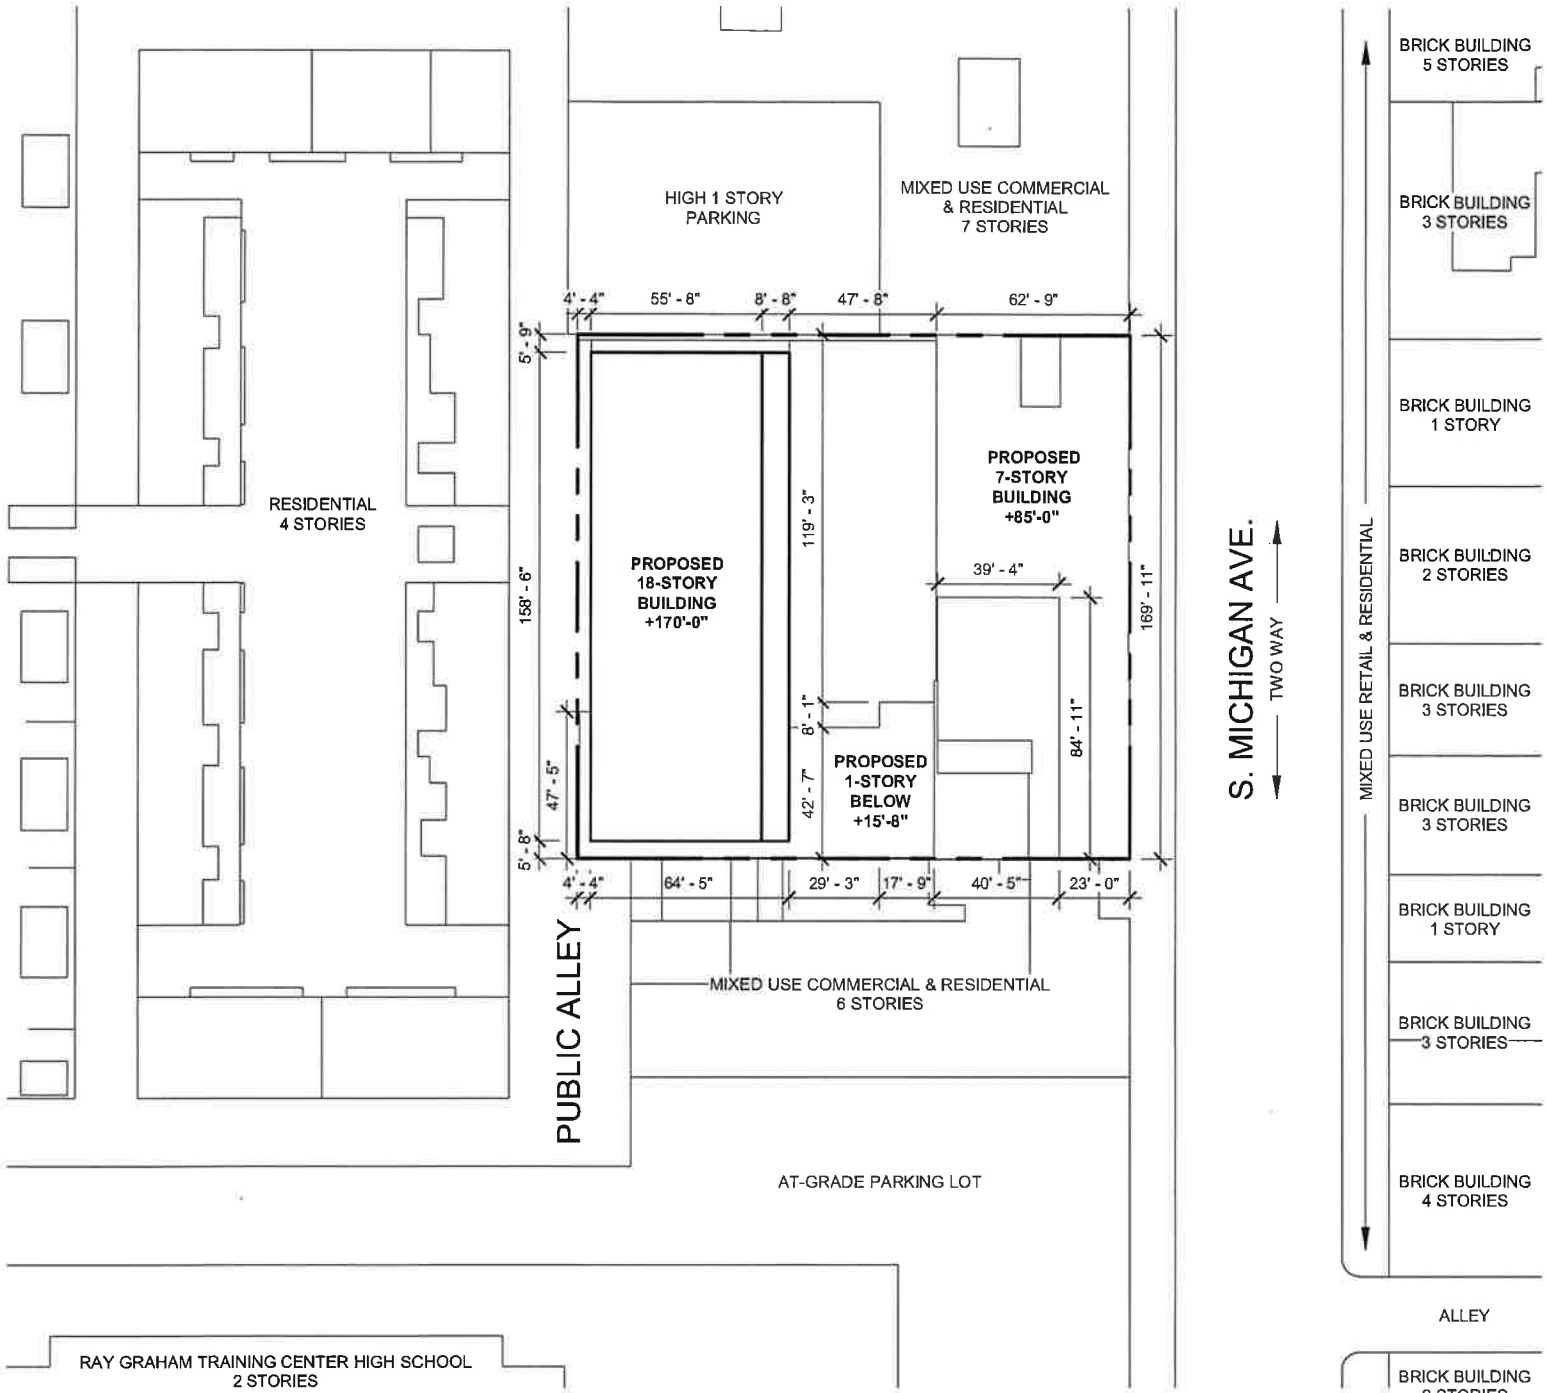 BRICK BUILDING
5 STORIES
HIGH 1 STORY
PARKING
MIXED USE COMMERCIAL
& RESIDENTIAL
7 STORIES
BRICK BUILDING
3 STORIES
4' - 4"
55' - 8"
8' - 8"
47' - 8"
62' - 9"
5' - 9"
BRICK BUILDING
1 STORY
PROPOSED
7-STORY
BUILDING
+85'-0"
RESIDENTIAL
4 STORIES
119' - 3"
158' - 6"
PROPOSED
18-STORY
BUILDING
+170'-0"
39' - 4"
169' - 11"
S. MICHIGAN AVE.
TWO WAY
MIXED USE RETAIL & RESIDENTIAL
BRICK BUILDING
2 STORIES
BRICK BUILDING
3 STORIES
8' - 1"
84' - 11"
47' - 5"
42' - 7"
PROPOSED
1-STORY
BELOW
+15'-8"
BRICK BUILDING
3 STORIES
5' - 8"
4' - 4"
64' - 5"
29' - 3"
17' - 9"
40' - 5"
23' - 0"
BRICK BUILDING
1 STORY
PUBLIC ALLEY
MIXED USE COMMERCIAL & RESIDENTIAL
6 STORIES
BRICK BUILDING
3 STORIES
AT-GRADE PARKING LOT
BRICK BUILDING
4 STORIES
ALLEY
RAY GRAHAM TRAINING CENTER HIGH SCHOOL
2 STORIES
BRICK BUILDING
STORIES